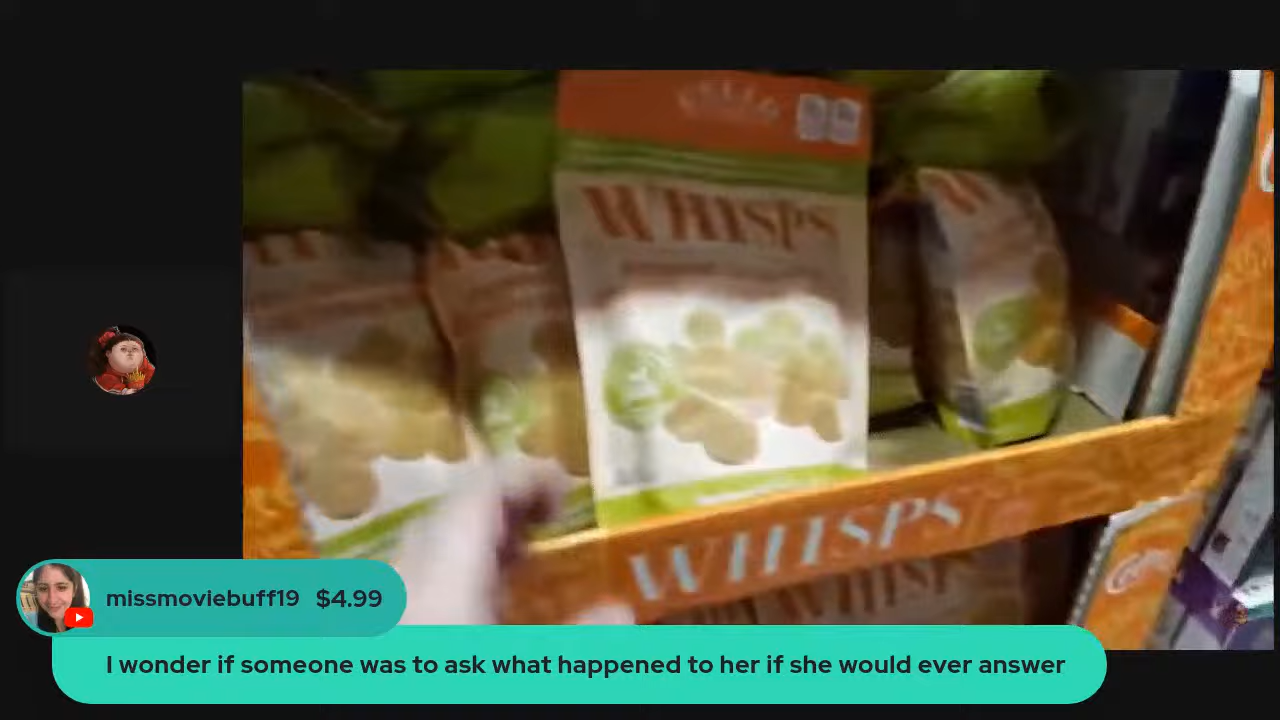 WHISPS
WHISPS
WHISPS
missmoviebuff19 $4.99
I wonder if someone was to ask what happened to her if she would ever answer